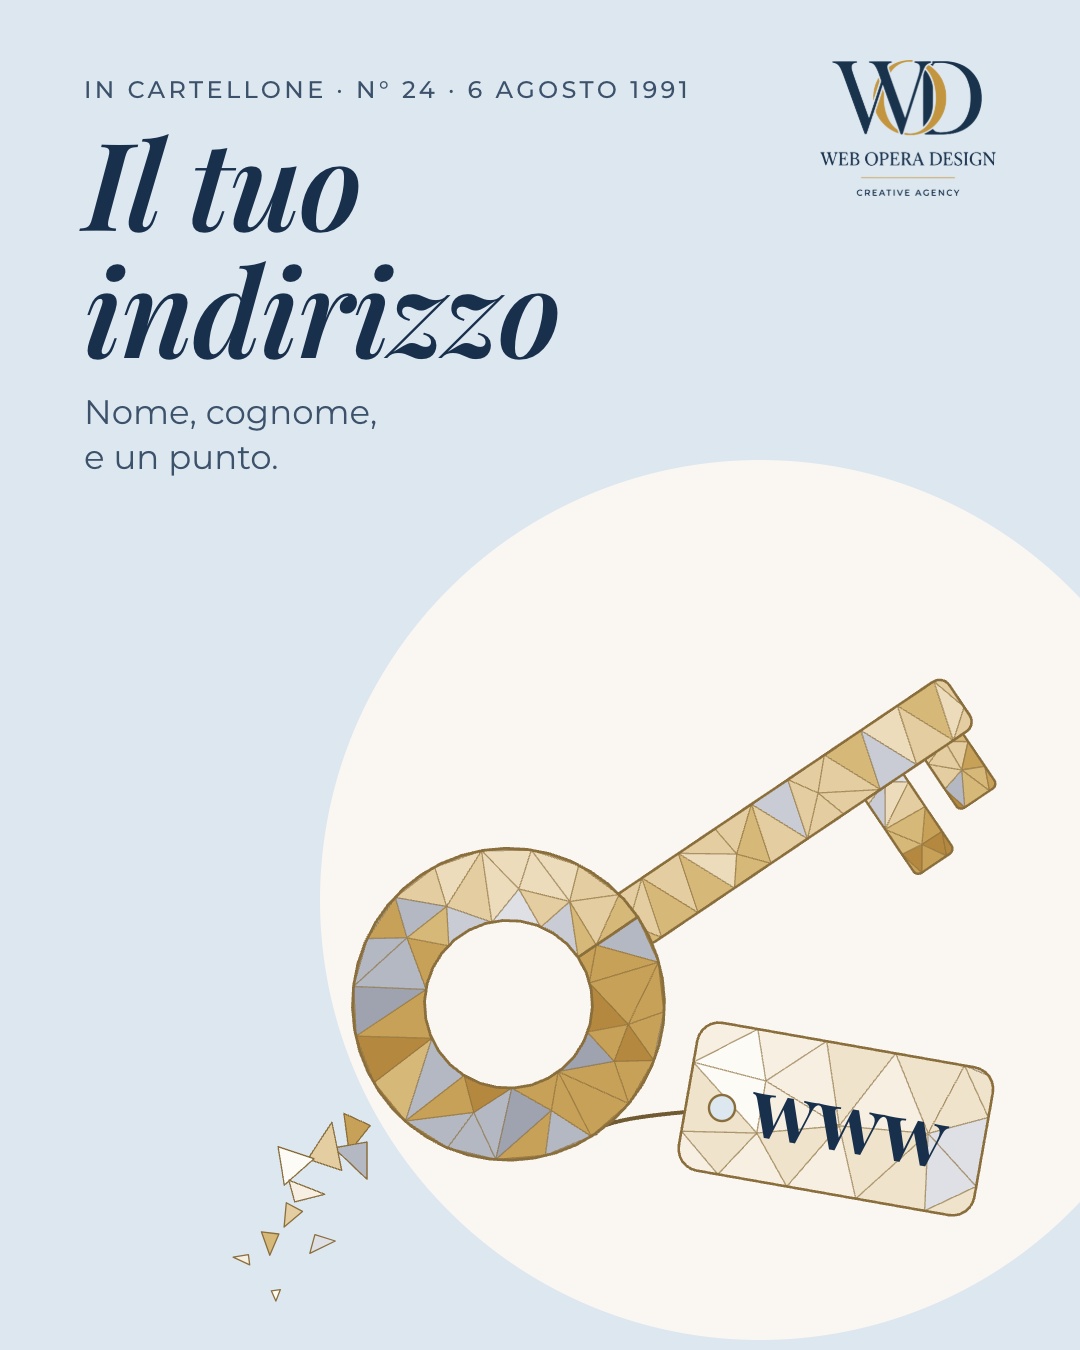 IN CARTELLONE · N° 24 · 6 AGOSTO 1991
WOD
WEB OPERA DESIGN
CREATIVE AGENCY
Il tuo
indirizzo
Nome, cognome,
e un punto.
WWW